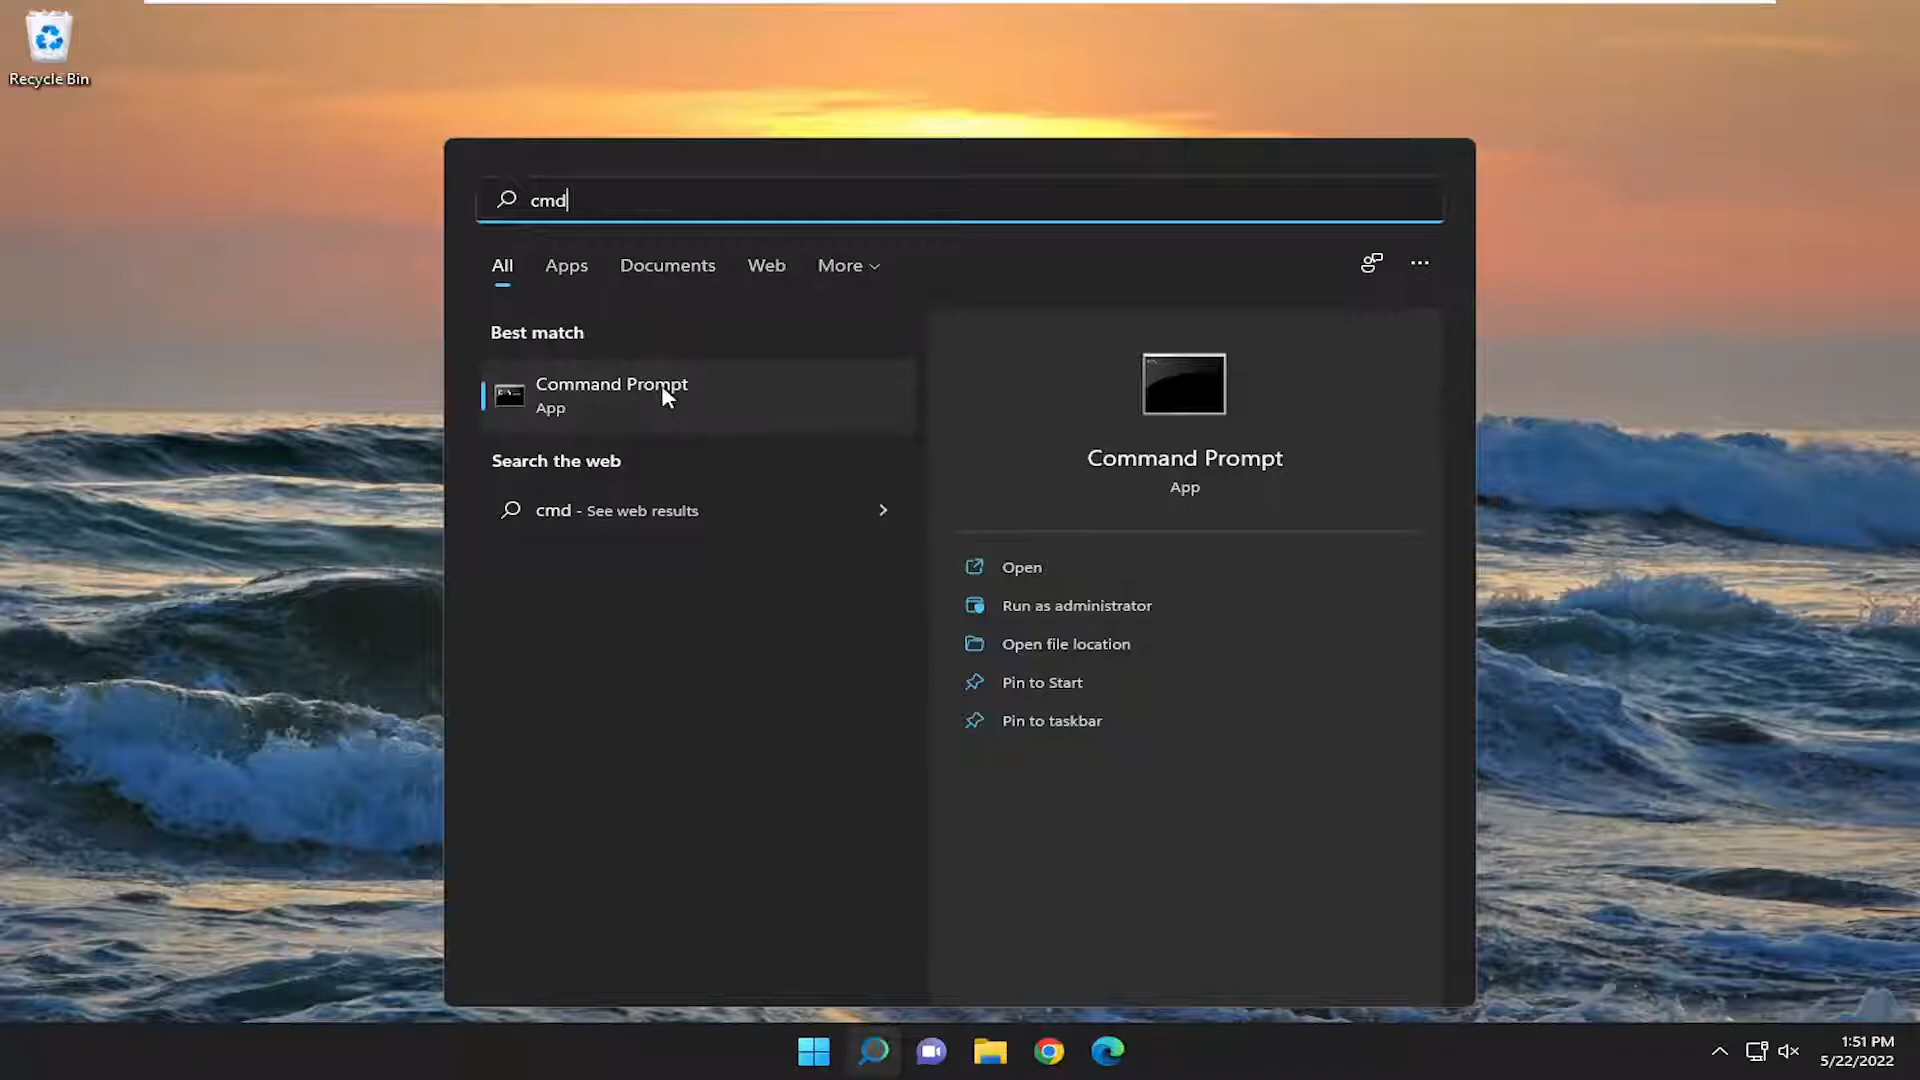 Recycle Bin
cmd
All Apps Documents Web More
Best match
Command Prompt
App
Search the web
cmd - See web results
Command Prompt
App
Open
Run as administrator
Open file location
Pin to Start
Pin to taskbar
1:51 PM
5/22/2022